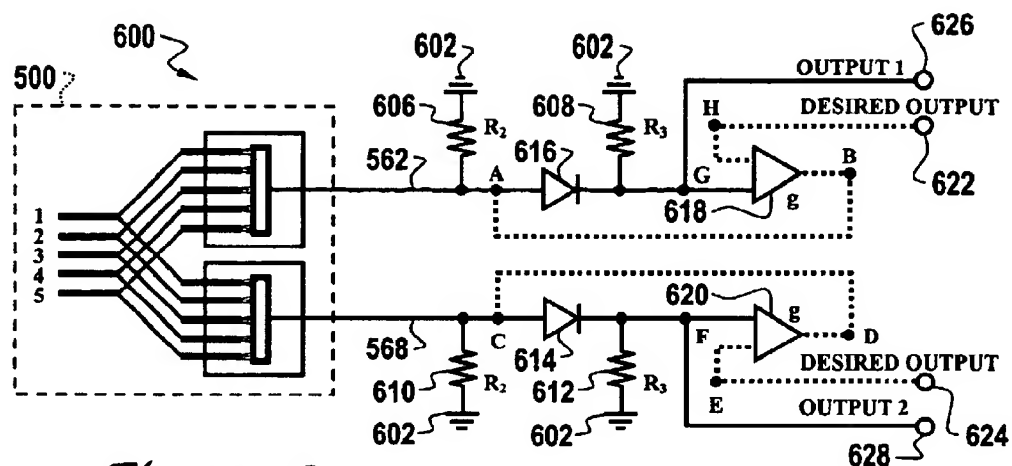 600
500
602
602
626
OUTPUT 1
606
R2
608
R3
H
DESIRED OUTPUT
616
562
A
G
B
618
g
622
1
2
3
4
5
620
g
568
C
614
F
D
610
R2
612
R3
E
DESIRED OUTPUT
602
602
OUTPUT 2
624
628